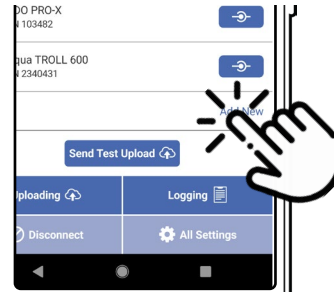 DO PRO-X
N 103482
qua TROLL 600
N 2340431
Add New
Send Test Upload
Uploading
Logging
Disconnect
All Settings